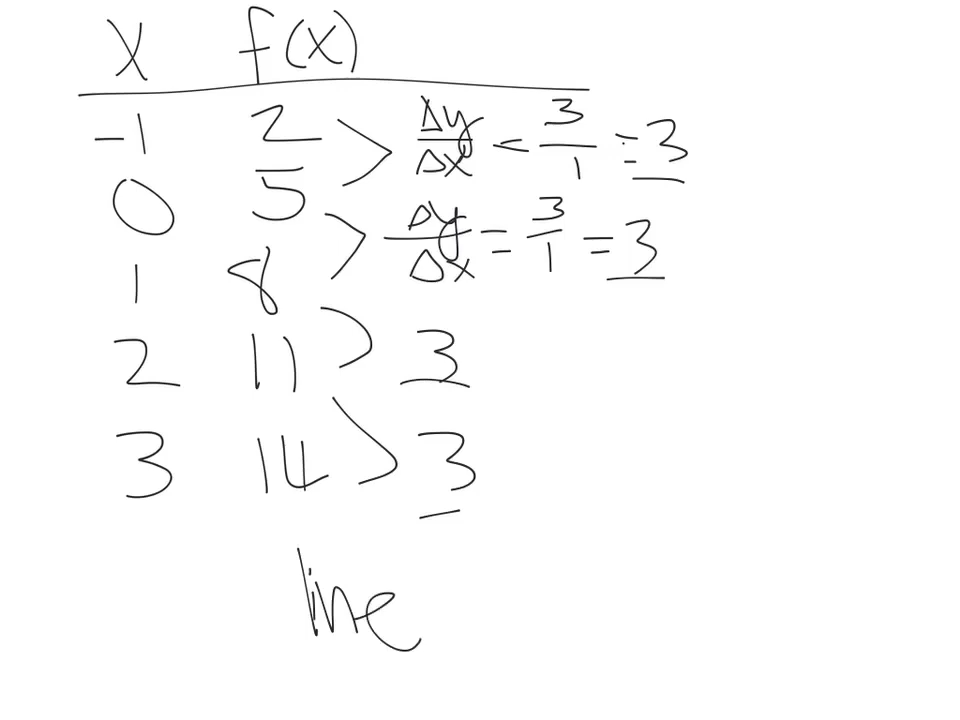 x f(x)
-1 2 > Δy/Δx = 3/1 = 3
0 5 > Δy/Δx = 3/1 = 3
1 8
2 11 > 3
3 14 > 3
line